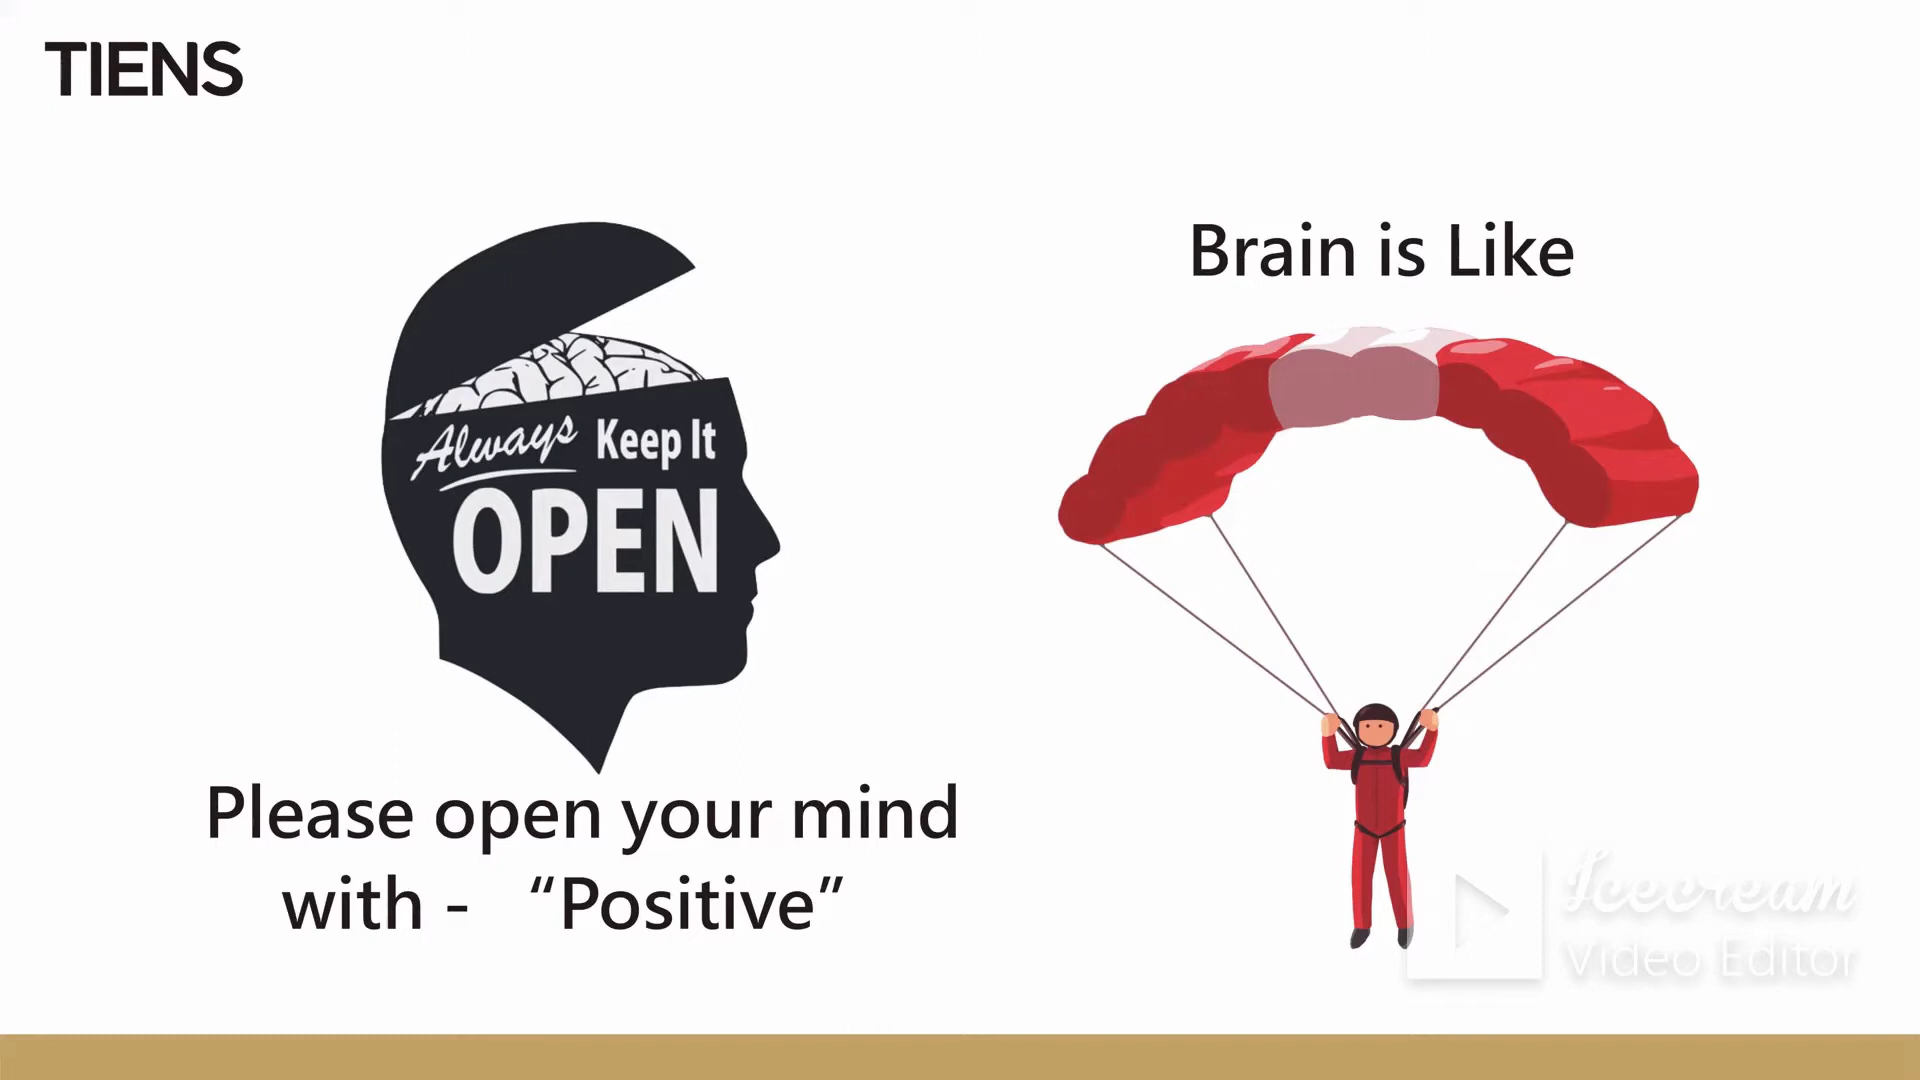 TIENS
Always Keep It
OPEN
Please open your mind
with - “Positive”
Brain is Like
Icecream
Video Editor